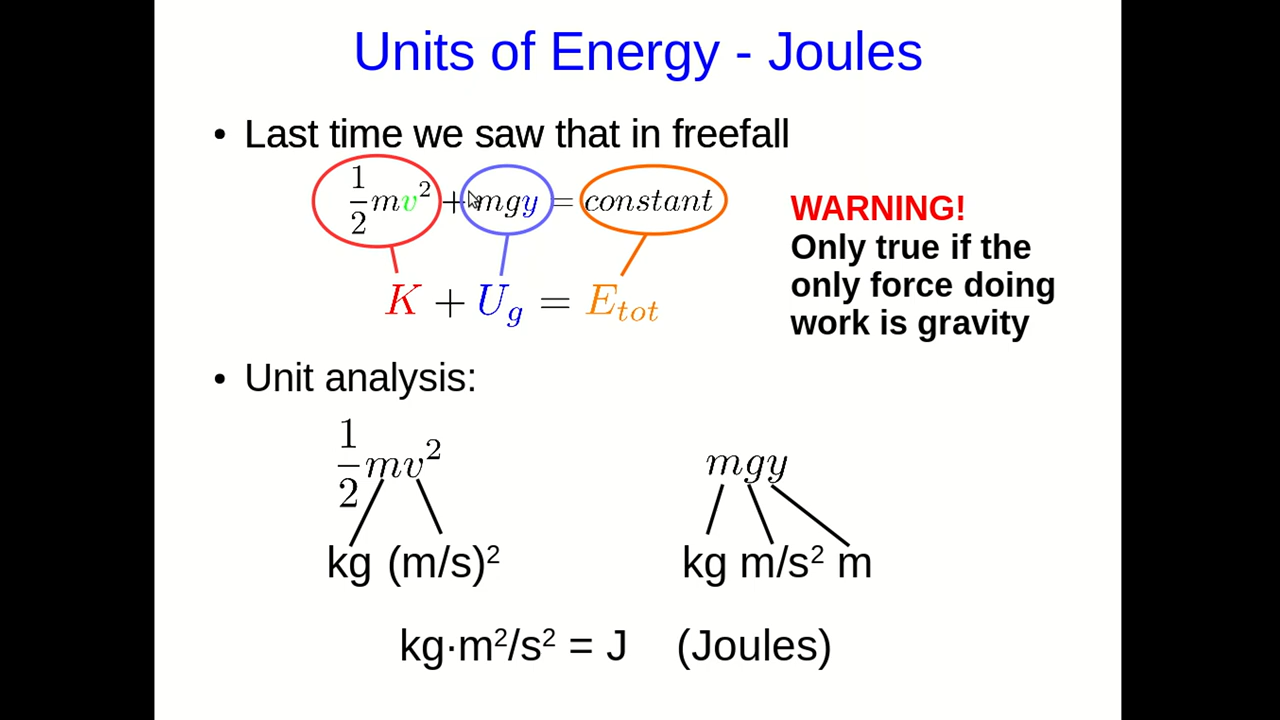 Units of Energy - Joules
• Last time we saw that in freefall
1/2 mv² + mgy = constant
K + U_g = E_tot
WARNING!
Only true if the
only force doing
work is gravity
• Unit analysis:
1/2 mv²
mgy
kg (m/s)²
kg m/s² m
kg·m²/s² = J (Joules)